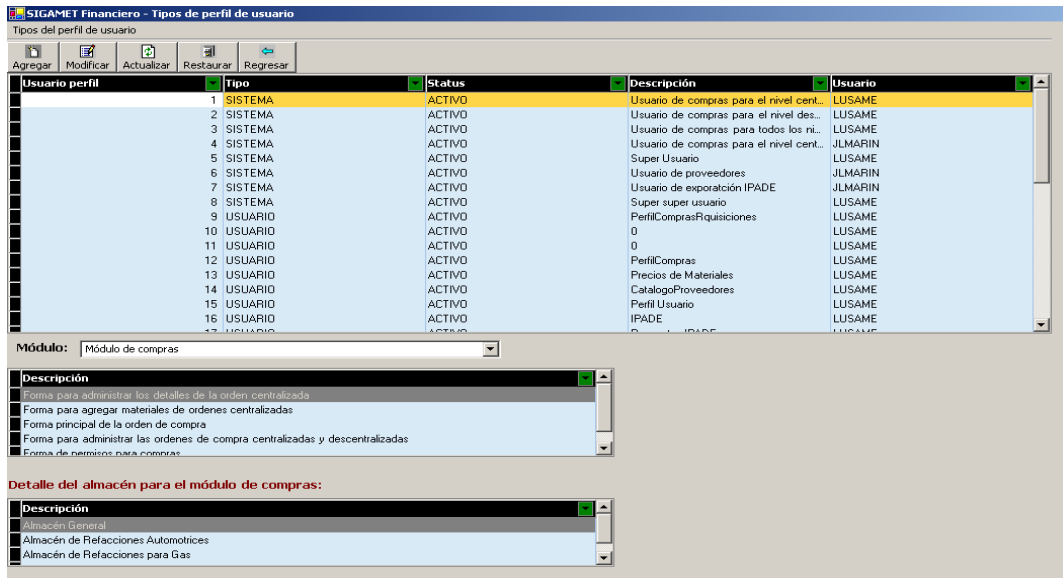 SIGAMET Financiero - Tipos de perfil de usuario
Tipos del perfil de usuario
Agregar Modificar Actualizar Restaurar Regresar
Usuario perfil Tipo Status Descripción Usuario
1 SISTEMA ACTIVO Usuario de compras para el nivel cent... LUSAME
2 SISTEMA ACTIVO Usuario de compras para el nivel des... LUSAME
3 SISTEMA ACTIVO Usuario de compras para todos los ni... LUSAME
4 SISTEMA ACTIVO Usuario de compras para el nivel cent... JLMARIN
5 SISTEMA ACTIVO Super Usuario LUSAME
6 SISTEMA ACTIVO Usuario de proveedores JLMARIN
7 SISTEMA ACTIVO Usuario de exporatción IPADE JLMARIN
8 SISTEMA ACTIVO Super super usuario LUSAME
9 USUARIO ACTIVO PerfilComprasRquisiciones LUSAME
10 USUARIO ACTIVO 0 LUSAME
11 USUARIO ACTIVO 0 LUSAME
12 USUARIO ACTIVO PerfilCompras LUSAME
13 USUARIO ACTIVO Precios de Materiales LUSAME
14 USUARIO ACTIVO CatalogoProveedores LUSAME
15 USUARIO ACTIVO Perfil Usuario LUSAME
16 USUARIO ACTIVO IPADE LUSAME
17 USUARIO ACTIVO IPADE LUSAME
Módulo: Módulo de compras
Descripción
Forma para administrar los detalles de la orden centralizada
Forma para agregar materiales de ordenes centralizadas
Forma principal de la orden de compra
Forma para administrar las ordenes de compra centralizadas y descentralizadas
Forma de permisos para compras
Detalle del almacén para el módulo de compras:
Descripción
Almacén General
Almacén de Refacciones Automotrices
Almacén de Refacciones para Gas